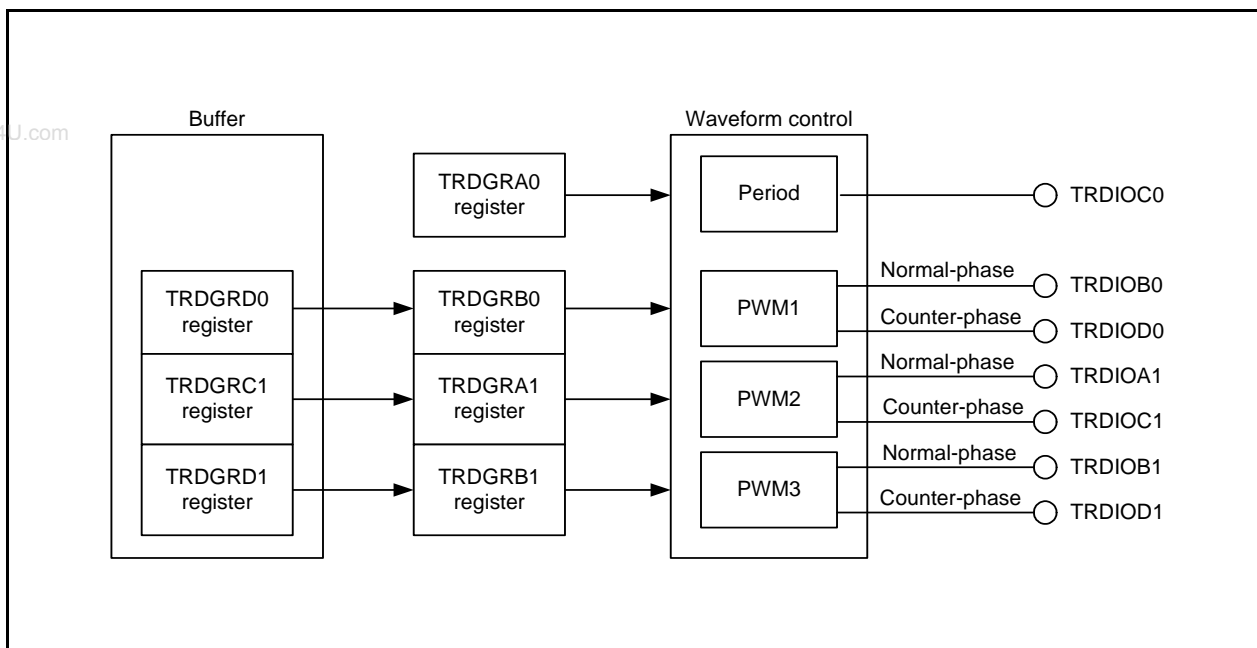 Buffer
Waveform control
4U.com
TRDGRA0
register
Period
TRDIOC0
TRDGRD0
register
TRDGRB0
register
PWM1
Normal-phase
TRDIOB0
Counter-phase
TRDIOD0
TRDGRC1
register
TRDGRA1
register
PWM2
Normal-phase
TRDIOA1
Counter-phase
TRDIOC1
TRDGRD1
register
TRDGRB1
register
PWM3
Normal-phase
TRDIOB1
Counter-phase
TRDIOD1